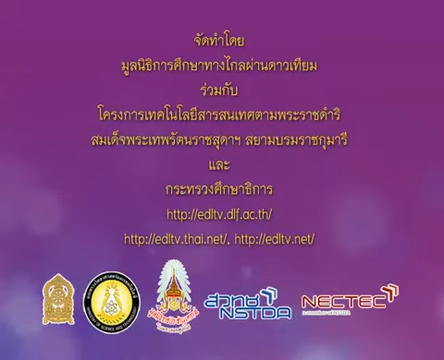 จัดทำโดย
มูลนิธิการศึกษาทางไกลผ่านดาวเทียม
ร่วมกับ
โครงการเทคโนโลยีสารสนเทศตามพระราชดำริ
สมเด็จพระเทพรัตนราชสุดาฯ สยามบรมราชกุมารี
และ
กระทรวงศึกษาธิการ
http://edltv.dlf.ac.th/
http://edltv.thai.net/, http://edltv.net/
สวทช
NSTDA
NECTEC
a member of NSTDA